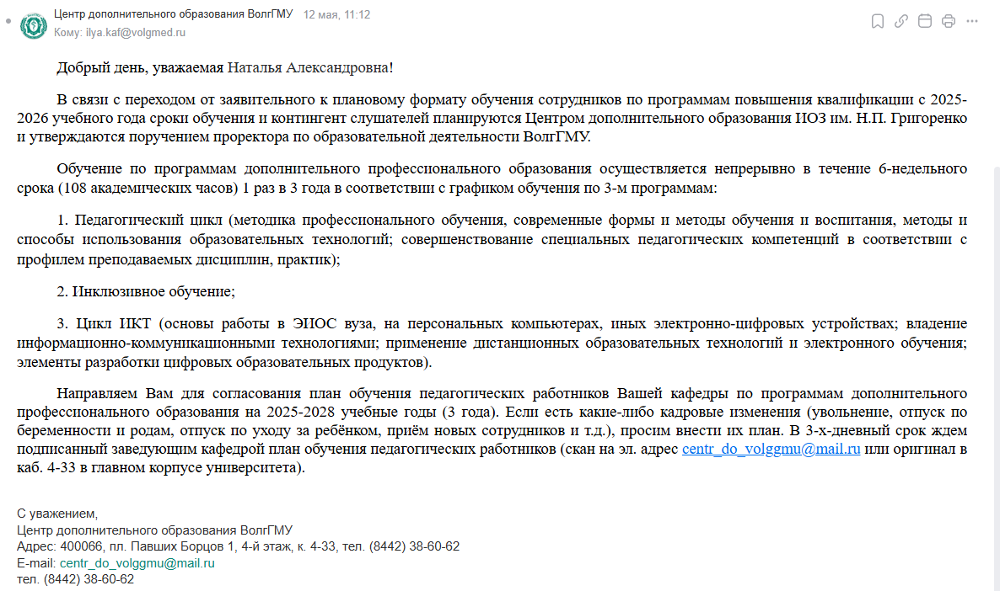 Центр дополнительного образования ВолгГМУ 12 мая, 11:12
Кому: ilya.kaf@volgmed.ru
Добрый день, уважаемая Наталья Александровна!
В связи с переходом от заявительного к плановому формату обучения сотрудников по программам повышения квалификации с 2025-
2026 учебного года сроки обучения и контингент слушателей планируются Центром дополнительного образования ИОЗ им. Н.П. Григоренко
и утверждаются поручением проректора по образовательной деятельности ВолгГМУ.
Обучение по программам дополнительного профессионального образования осуществляется непрерывно в течение 6-недельного
срока (108 академических часов) 1 раз в 3 года в соответствии с графиком обучения по 3-м программам:
1. Педагогический цикл (методика профессионального обучения, современные формы и методы обучения и воспитания, методы и
способы использования образовательных технологий; совершенствование специальных педагогических компетенций в соответствии с
профилем преподаваемых дисциплин, практик);
2. Инклюзивное обучение;
3. Цикл ИКТ (основы работы в ЭИОС вуза, на персональных компьютерах, иных электронно-цифровых устройствах; владение
информационно-коммуникационными технологиями; применение дистанционных образовательных технологий и электронного обучения;
элементы разработки цифровых образовательных продуктов).
Направляем Вам для согласования план обучения педагогических работников Вашей кафедры по программам дополнительного
профессионального образования на 2025-2028 учебные годы (3 года). Если есть какие-либо кадровые изменения (увольнение, отпуск по
беременности и родам, отпуск по уходу за ребёнком, приём новых сотрудников и т.д.), просим внести их план. В 3-х-дневный срок ждем
подписанный заведующим кафедрой план обучения педагогических работников (скан на эл. адрес centr_do_volggmu@mail.ru или оригинал в
каб. 4-33 в главном корпусе университета).
С уважением,
Центр дополнительного образования ВолгГМУ
Адрес: 400066, пл. Павших Борцов 1, 4-й этаж, к. 4-33, тел. (8442) 38-60-62
E-mail: centr_do_volggmu@mail.ru
тел. (8442) 38-60-62